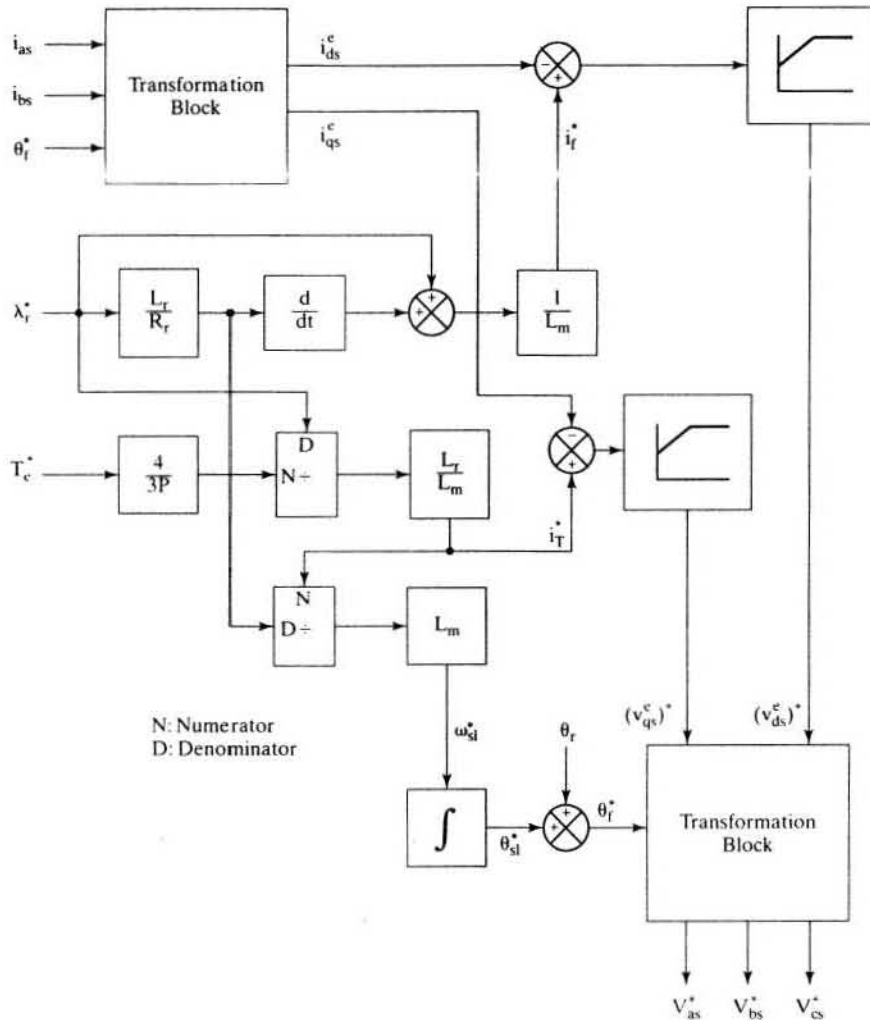 i_as
i_bs
θ_f^*
Transformation
Block
i_ds^e
i_qs^e
−
+
i_f^*
λ_r^*
L_r
R_r
d
dt
+
+
1
L_m
T_e^*
4
3P
D
N ÷
L_r
L_m
−
+
i_T^*
N
D ÷
L_m
N: Numerator
D: Denominator
ω_sl^*
θ_r
(v_qs^e)^*
(v_ds^e)^*
∫
θ_sl^*
+
+
θ_f^*
Transformation
Block
V_as^*
V_bs^*
V_cs^*